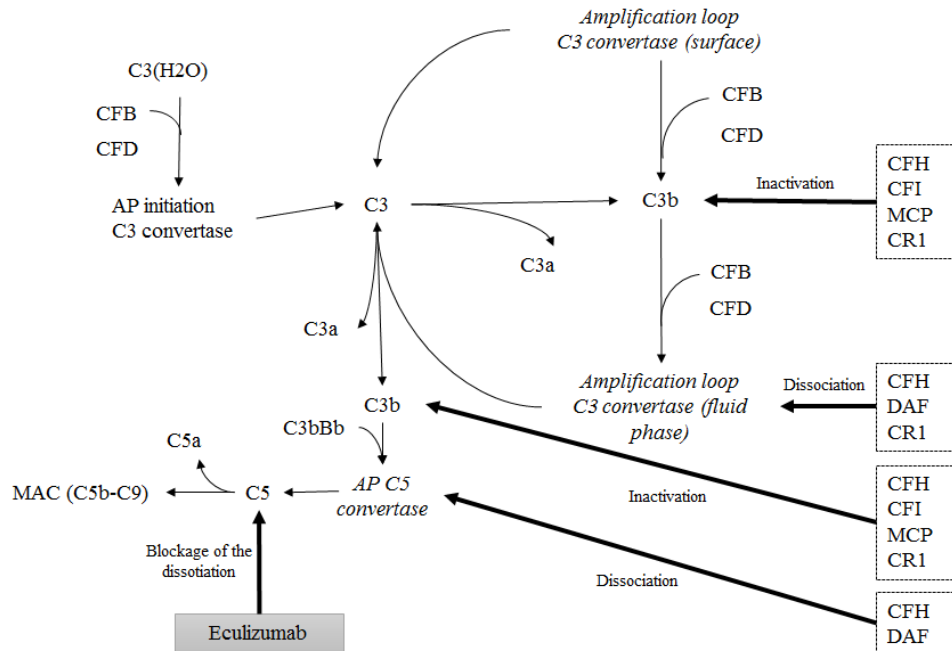 Amplification loop
C3 convertase (surface)
C3(H2O)
CFB
CFD
AP initiation
C3 convertase
CFB
CFD
C3
C3b
C3a
Inactivation
CFH
CFI
MCP
CR1
CFB
CFD
C3a
Amplification loop
C3 convertase (fluid
phase)
Dissociation
CFH
DAF
CR1
C3b
C3bBb
C5a
MAC (C5b-C9)
C5
AP C5
convertase
Inactivation
CFH
CFI
MCP
CR1
Blockage of the
dissotiation
Dissociation
CFH
DAF
Eculizumab